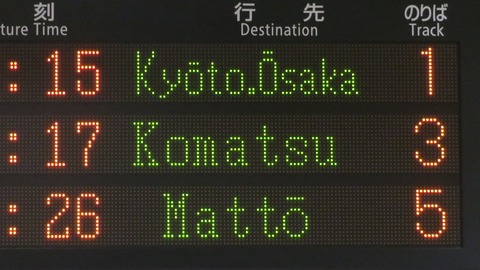 刻 行 先 のりば
ture Time Destination Track
:15 Kyōto.Ōsaka 1
:17 Komatsu 3
:26 Mattō 5